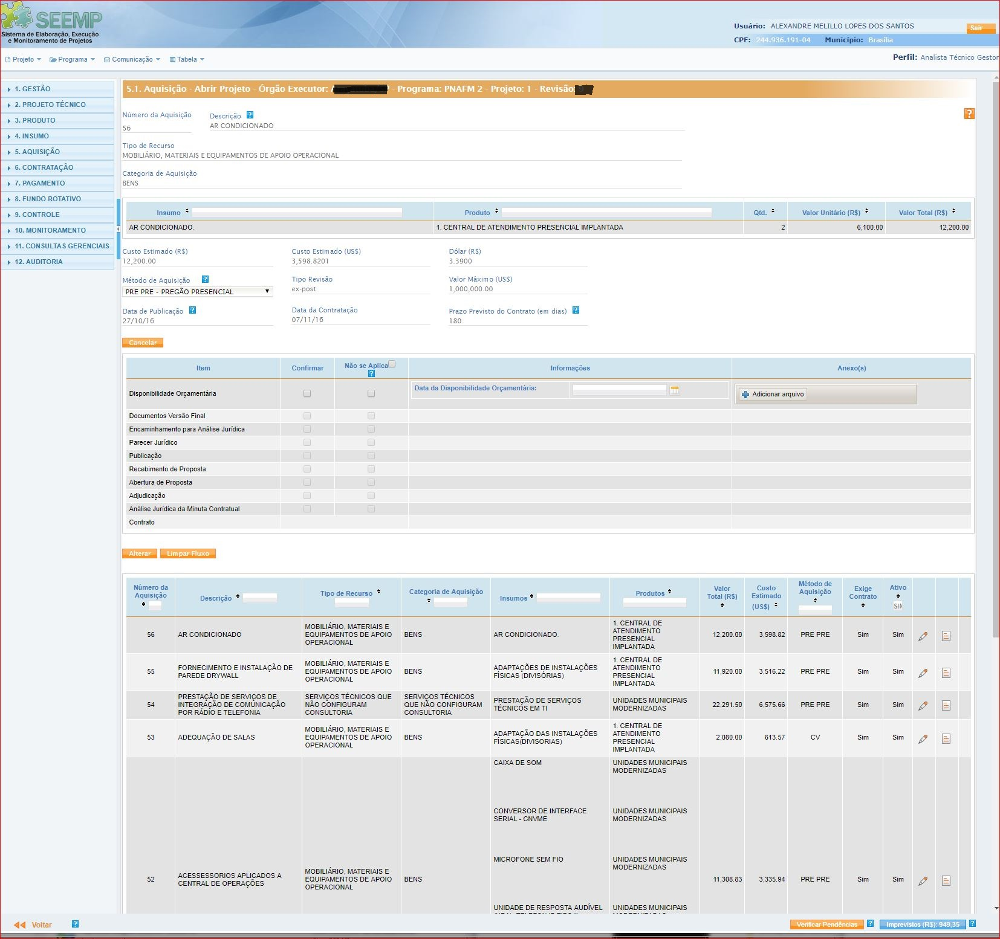 SEEMP
Sistema de Elaboração, Execução
e Monitoramento de Projetos
Usuário: ALEXANDRE MELILLO LOPES DOS SANTOS
Sair
CPF: 244.936.191-04 Município: Brasília
Projeto Programa Comunicação Tabela
Perfil: Analista Técnico Gestor
1. GESTÃO
2. PROJETO TÉCNICO
3. PRODUTO
4. INSUMO
5. AQUISIÇÃO
6. CONTRATAÇÃO
7. PAGAMENTO
8. FUNDO ROTATIVO
9. CONTROLE
10. MONITORAMENTO
11. CONSULTAS GERENCIAIS
12. AUDITORIA
5.1. Aquisição - Abrir Projeto - Órgão Executor: - Programa: PNAFM 2 - Projeto: 1 - Revisão:
Número da Aquisição Descrição ?
56 AR CONDICIONADO
?
Tipo de Recurso
MOBILIÁRIO, MATERIAIS E EQUIPAMENTOS DE APOIO OPERACIONAL
Categoria de Aquisição
BENS
Insumo Produto Qtd. Valor Unitário (R$) Valor Total (R$)
AR CONDICIONADO. 1. CENTRAL DE ATENDIMENTO PRESENCIAL IMPLANTADA 2 6,100.00 12,200.00
Custo Estimado (R$) Custo Estimado (US$) Dólar (R$)
12,200.00 3,598.8201 3.3900
Método de Aquisição ? Tipo Revisão Valor Máximo (US$)
PRE PRE - PREGÃO PRESENCIAL ex-post 1,000,000.00
Data de Publicação ? Data da Contratação Prazo Previsto do Contrato (em dias) ?
27/10/16 07/11/16 180
Cancelar
Item Confirmar Não se Aplica ? Informações Anexo(s)
Disponibilidade Orçamentária Data da Disponibilidade Orçamentária: Adicionar arquivo
Documentos Versão Final
Encaminhamento para Análise Jurídica
Parecer Jurídico
Publicação
Recebimento de Proposta
Abertura de Proposta
Adjudicação
Análise Jurídica da Minuta Contratual
Contrato
Alterar Limpar Fluxo
Número da Aquisição Descrição Tipo de Recurso Categoria de Aquisição Insumos Produtos Valor Total (R$) Custo Estimado (US$) Método de Aquisição Exige Contrato Ativo
56 AR CONDICIONADO MOBILIÁRIO, MATERIAIS E EQUIPAMENTOS DE APOIO OPERACIONAL BENS AR CONDICIONADO. 1. CENTRAL DE ATENDIMENTO PRESENCIAL IMPLANTADA 12,200.00 3,598.82 PRE PRE Sim Sim
55 FORNECIMENTO E INSTALAÇÃO DE PAREDE DRYWALL MOBILIÁRIO, MATERIAIS E EQUIPAMENTOS DE APOIO OPERACIONAL BENS ADAPTAÇÕES DE INSTALAÇÕES FÍSICAS (DIVISÓRIAS) 1. CENTRAL DE ATENDIMENTO PRESENCIAL IMPLANTADA 11,920.00 3,516.22 PRE PRE Sim Sim
54 PRESTAÇÃO DE SERVIÇOS DE INTEGRAÇÃO DE COMUNICAÇÃO POR RÁDIO E TELEFONIA SERVIÇOS TÉCNICOS QUE NÃO CONFIGURAM CONSULTORIA SERVIÇOS TÉCNICOS QUE NÃO CONFIGURAM CONSULTORIA PRESTAÇÃO DE SERVIÇOS TÉCNICOS EM TI UNIDADES MUNICIPAIS MODERNIZADAS 22,291.50 6,575.66 PRE PRE Sim Sim
53 ADEQUAÇÃO DE SALAS MOBILIÁRIO, MATERIAIS E EQUIPAMENTOS DE APOIO OPERACIONAL BENS ADAPTAÇÃO DAS INSTALAÇÕES FÍSICAS(DIVISORIAS) 1. CENTRAL DE ATENDIMENTO PRESENCIAL IMPLANTADA 2,080.00 613.57 CV Sim Sim
CAIXA DE SOM UNIDADES MUNICIPAIS MODERNIZADAS
CONVERSOR DE INTERFACE SERIAL - CNVME UNIDADES MUNICIPAIS MODERNIZADAS
MICROFONE SEM FIO UNIDADES MUNICIPAIS MODERNIZADAS
52 ACESSESSORIOS APLICADOS A CENTRAL DE OPERAÇÕES MOBILIÁRIO, MATERIAIS E EQUIPAMENTOS DE APOIO OPERACIONAL BENS 11,308.83 3,335.94 PRE PRE Sim Sim
UNIDADE DE RESPOSTA AUDÍVEL UNIDADES MUNICIPAIS MODERNIZADAS
Voltar ? Verificar Pendências ? Imprevistos (R$): 949,35 ?